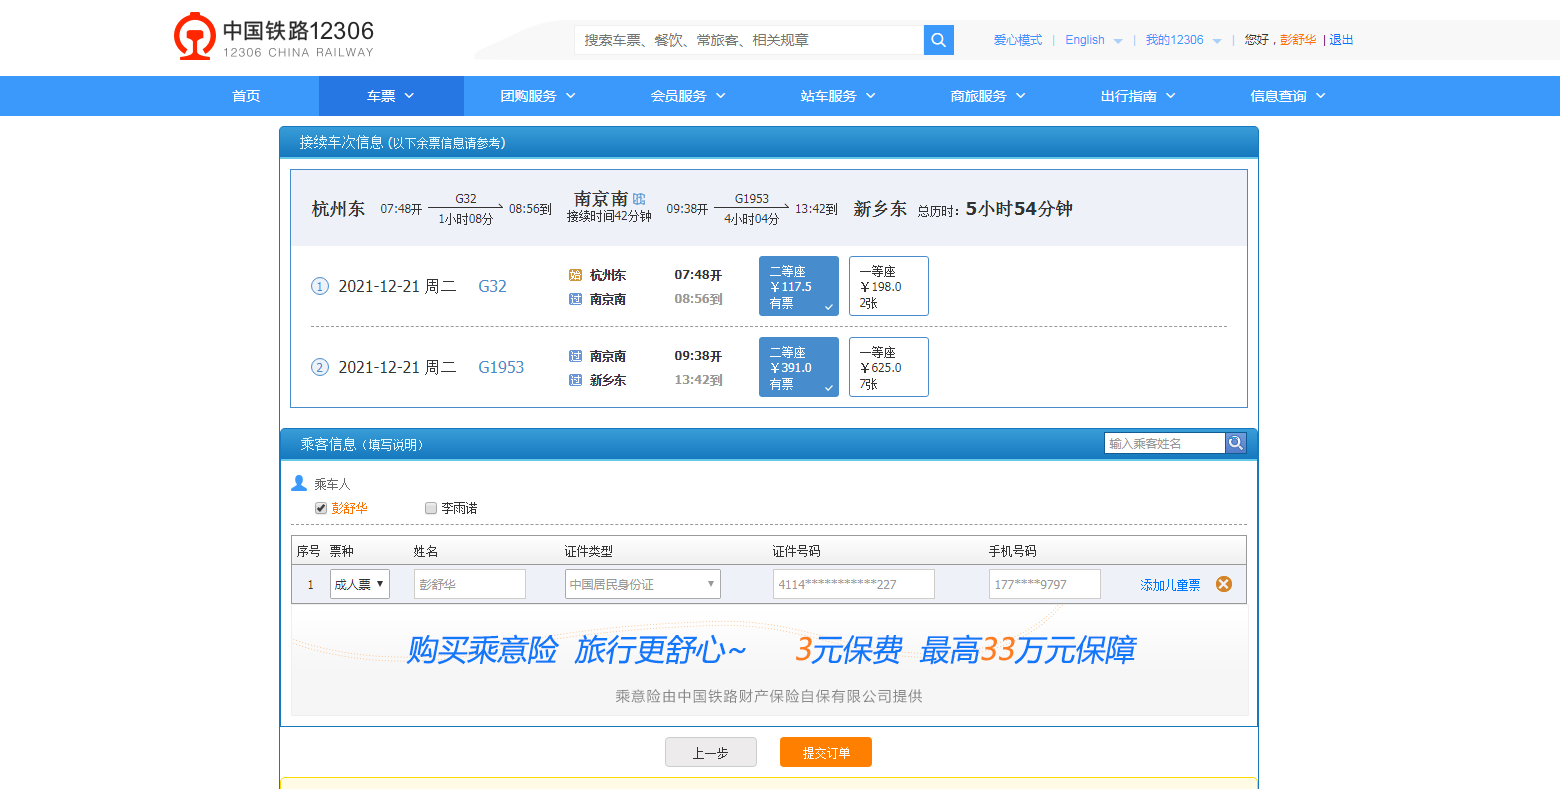 中国铁路12306
12306 CHINA RAILWAY
搜索车票、餐饮、常旅客、相关规章
爱心模式 | English | 我的12306 | 您好，彭舒华 | 退出
首页 车票 团购服务 会员服务 站车服务 商旅服务 出行指南 信息查询
接续车次信息 (以下余票信息请参考)
杭州东 07:48开 G32 1小时08分 08:56到 南京南 接续时间42分钟 09:38开 G1953 4小时04分 13:42到 新乡东 总历时：5小时54分钟
1 2021-12-21 周二 G32
始 杭州东 07:48开
过 南京南 08:56到
二等座
￥117.5
有票
一等座
￥198.0
2张
2 2021-12-21 周二 G1953
过 南京南 09:38开
过 新乡东 13:42到
二等座
￥391.0
有票
一等座
￥625.0
7张
乘客信息（填写说明） 输入乘客姓名
乘车人
彭舒华 李雨诺
序号 票种 姓名 证件类型 证件号码 手机号码
1 成人票 彭舒华 中国居民身份证 4114***********227 177****9797 添加儿童票
购买乘意险 旅行更舒心~ 3元保费 最高33万元保障
乘意险由中国铁路财产保险自保有限公司提供
上一步 提交订单